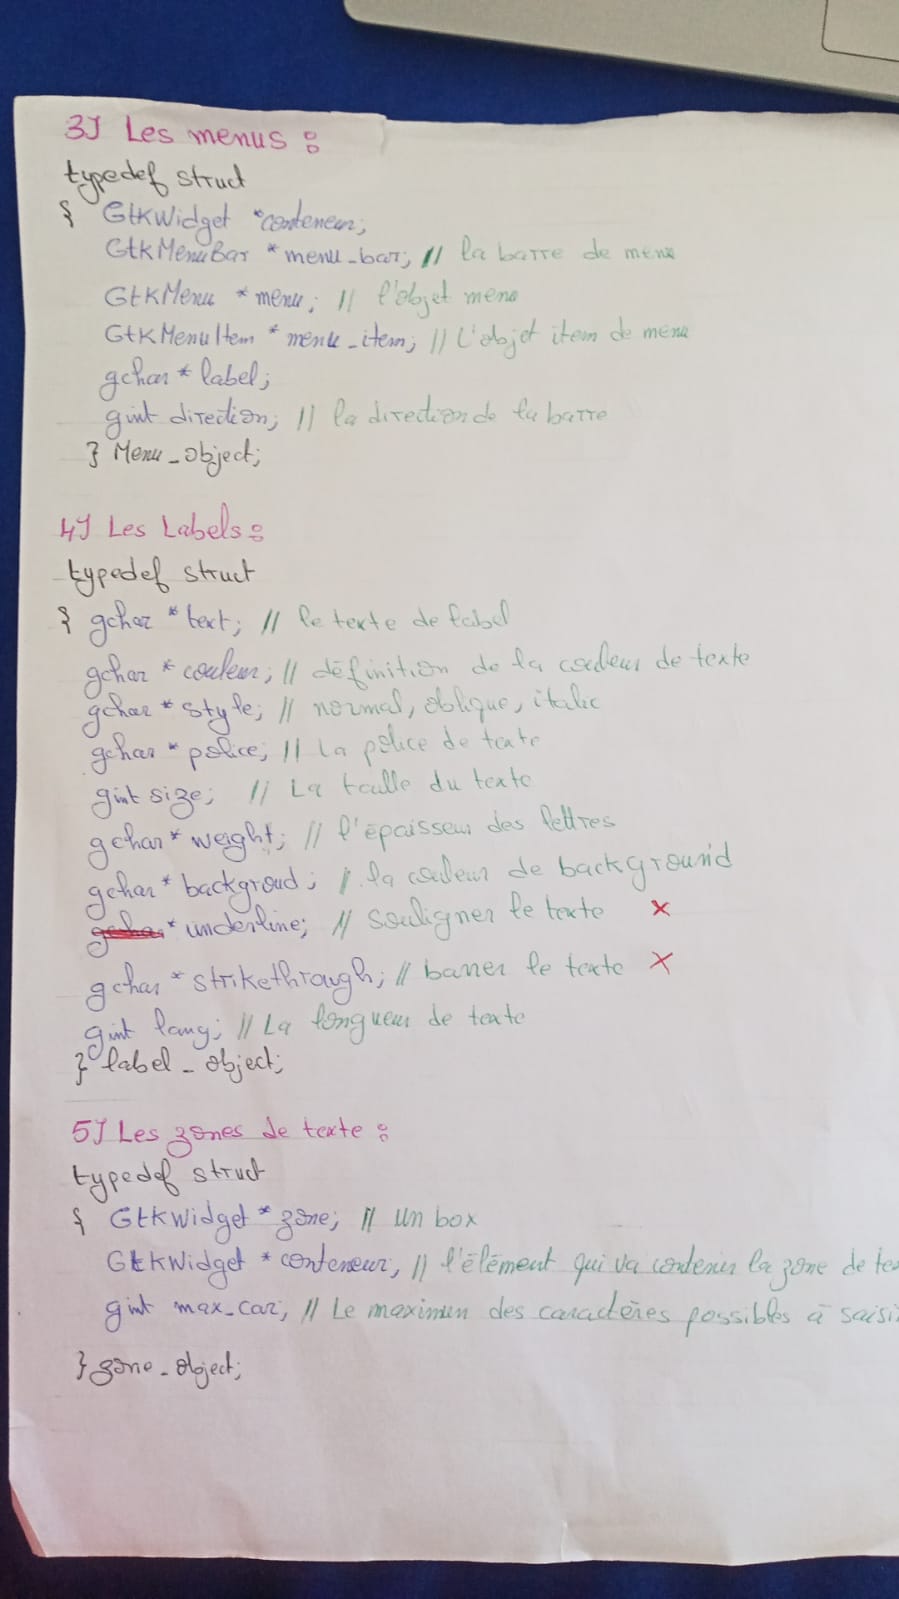 3) Les menus :
typedef struct
{ GtkWidget *conteneur;
GtkMenuBar * menu_bar; // la barre de menu
GtkMenu * menu; // l'objet menu
GtkMenuItem * menu_item; // L'objet item de menu
gchar * label;
gint direction; // la direction de la barre
} Menu_object;
4) Les Labels :
typedef struct
{ gchar * text; // le texte de label
gchar * couleur; // définition de la couleur de texte
gchar * style; // normal, oblique, italic
gchar * police; // La police de texte
gint size; // La taille du texte
gchar * weight; // l'épaisseur des lettres
gchar * backgroud; // la couleur de background
gchar * underline; // souligner le texte ×
gchar * strikethrough; // barrer le texte ×
gint lang; // La longueur de texte
} label_object;
5) Les zones de texte :
typedef struct
{ GtkWidget * zone; // un box
GtkWidget * conteneur; // l'élément qui va contenir la zone de te
gint max_car; // Le maximun des caractères possibles à saisi
} zone_object;